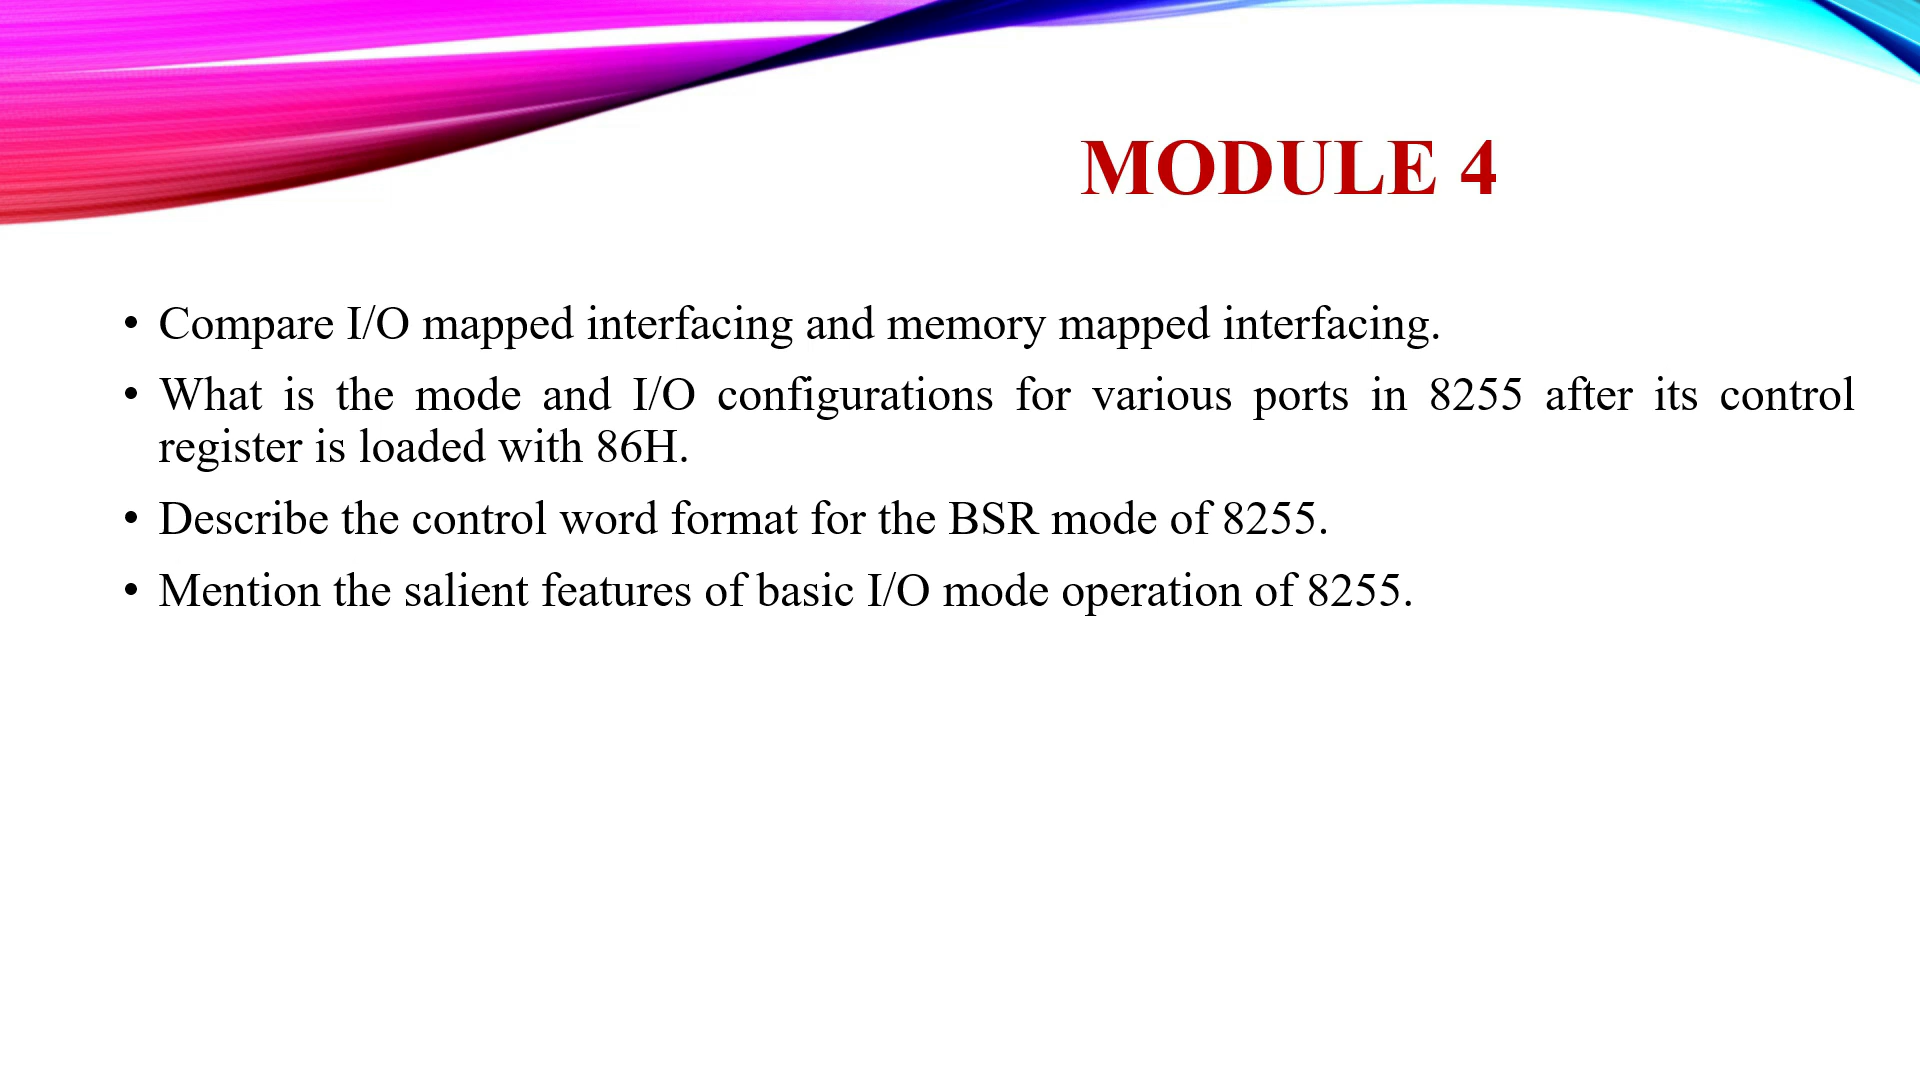 MODULE 4
• Compare I/O mapped interfacing and memory mapped interfacing.
• What is the mode and I/O configurations for various ports in 8255 after its control
register is loaded with 86H.
• Describe the control word format for the BSR mode of 8255.
• Mention the salient features of basic I/O mode operation of 8255.